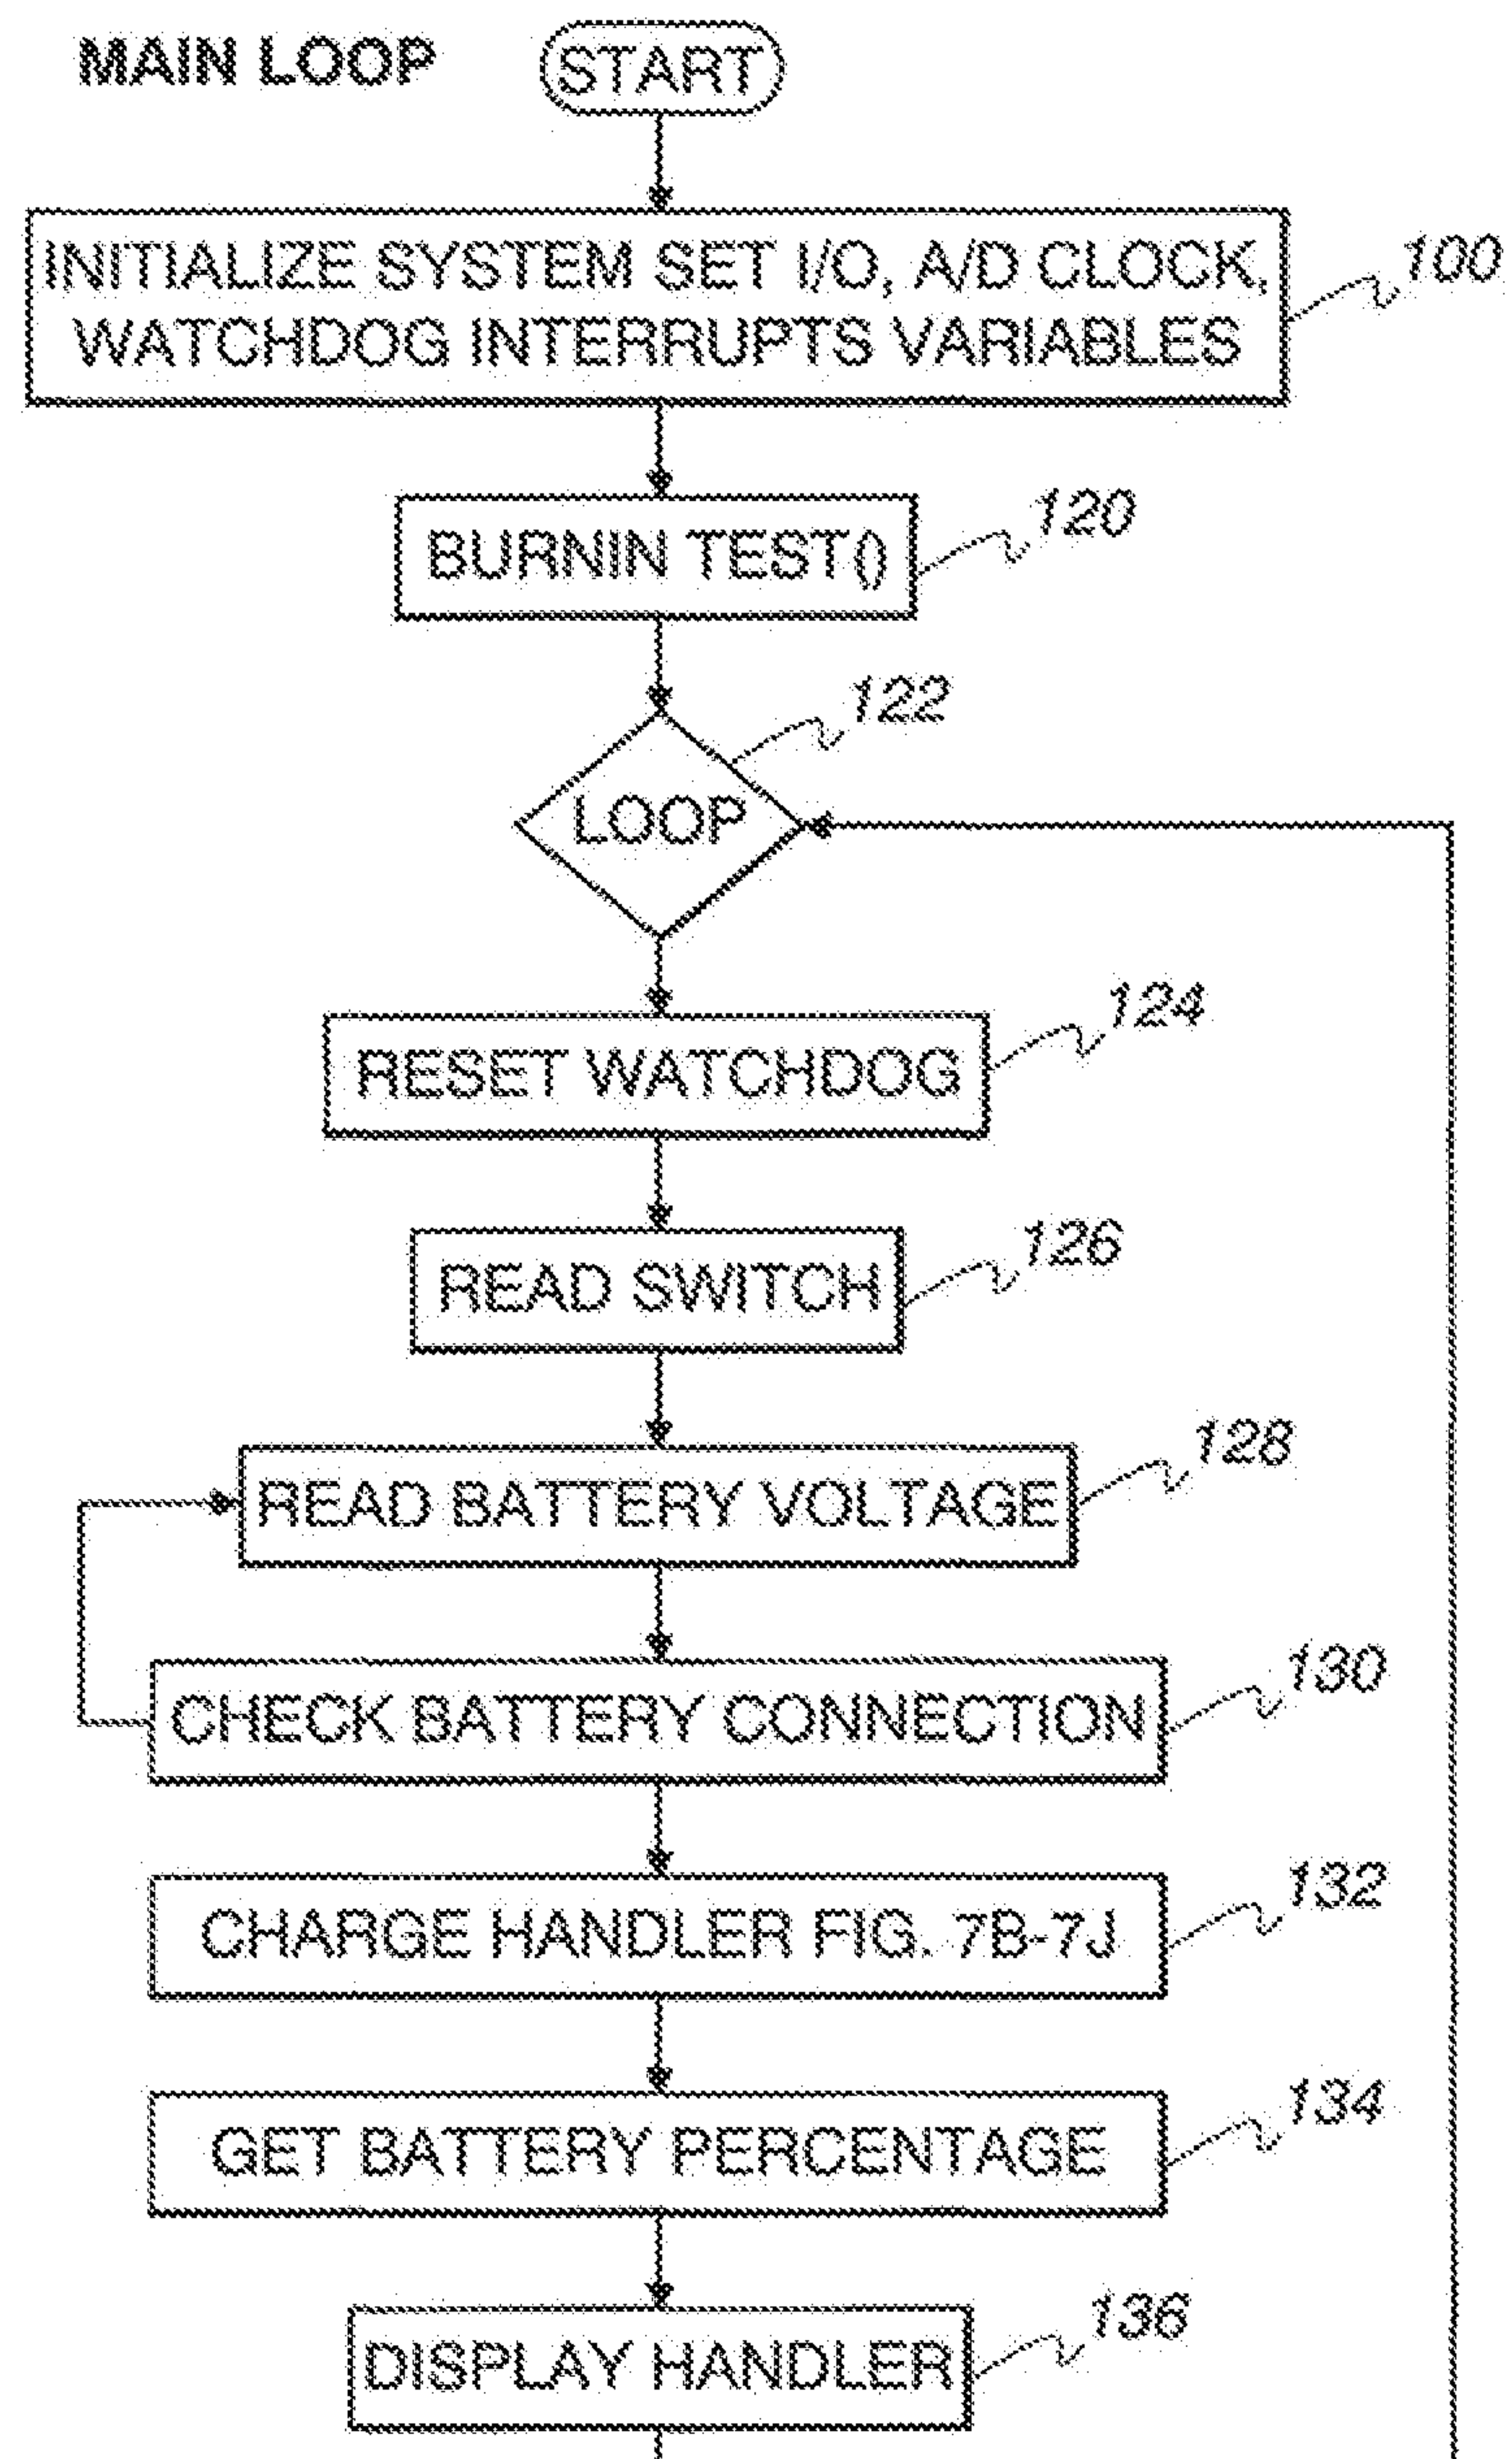 MAIN LOOP
START
INITIALIZE SYSTEM SET I/O, A/D CLOCK,
WATCHDOG INTERRUPTS VARIABLES
100
BURNIN TEST()
120
122
LOOP
124
RESET WATCHDOG
126
READ SWITCH
128
READ BATTERY VOLTAGE
130
CHECK BATTERY CONNECTION
132
CHARGE HANDLER FIG. 7B-7J
134
GET BATTERY PERCENTAGE
136
DISPLAY HANDLER